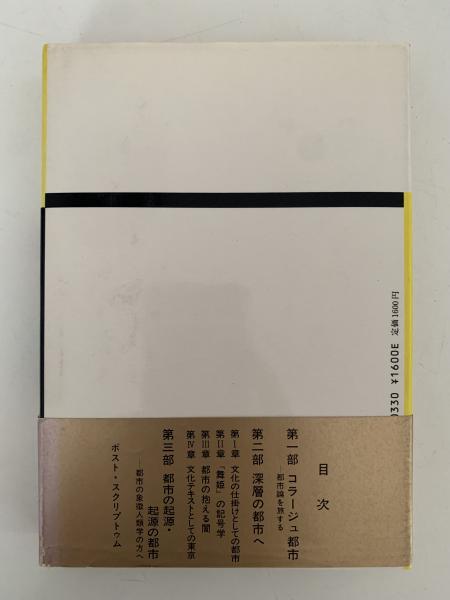 定価1600円
0330 ¥1600E
目次
第一部 コラージュ都市
―都市論を旅する
第二部 深層の都市へ
第Ⅰ章 文化の仕掛けとしての都市
第Ⅱ章 「舞姫」の記号学
第Ⅲ章 都市の抱える闇
第Ⅳ章 文化テキストとしての東京
第三部 都市の起源・
起源の都市
―都市の象徴人類学の方へ
ポスト・スクリプトゥム